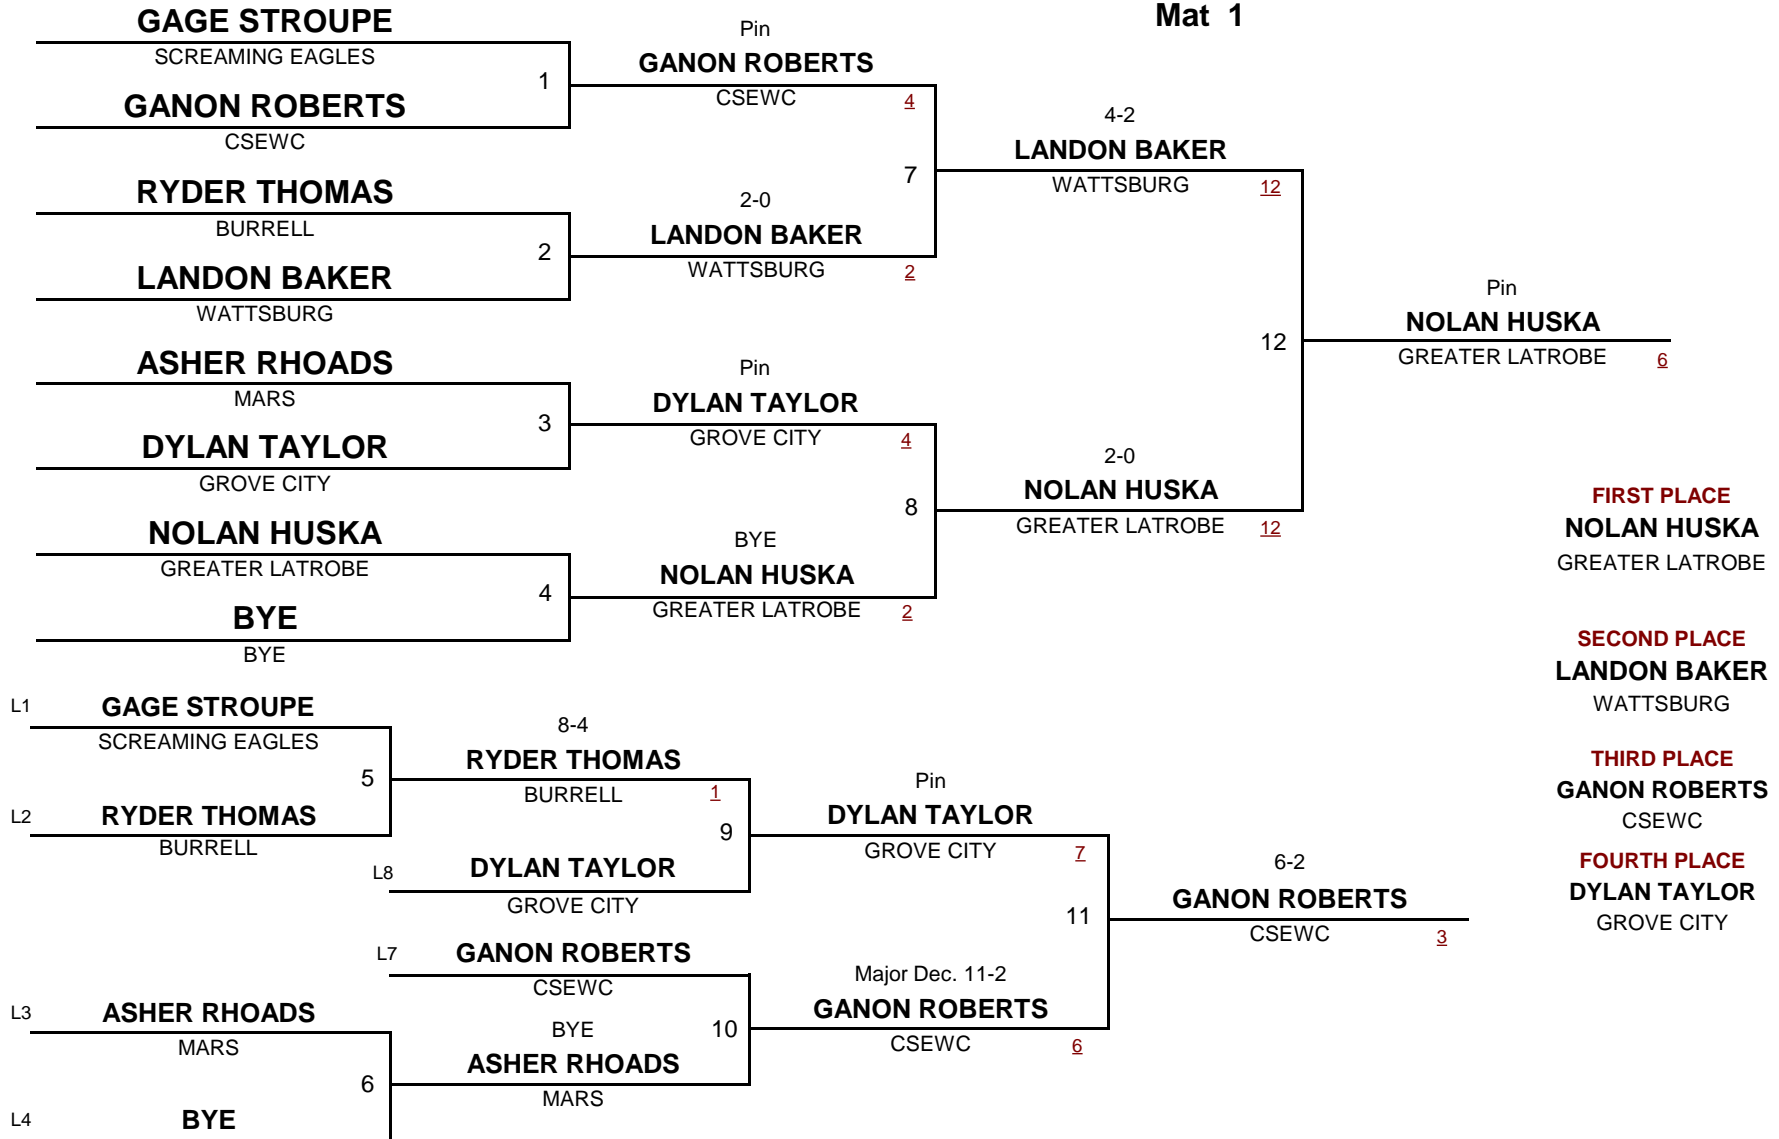 Mat 1
GAGE STROUPE
SCREAMING EAGLES
1
GANON ROBERTS
CSEWC
RYDER THOMAS
BURRELL
2
LANDON BAKER
WATTSBURG
ASHER RHOADS
MARS
3
DYLAN TAYLOR
GROVE CITY
NOLAN HUSKA
GREATER LATROBE
4
BYE
BYE
Pin
GANON ROBERTS
CSEWC
4
7
2-0
LANDON BAKER
WATTSBURG
2
Pin
DYLAN TAYLOR
GROVE CITY
4
8
BYE
NOLAN HUSKA
GREATER LATROBE
2
4-2
LANDON BAKER
WATTSBURG
12
12
2-0
NOLAN HUSKA
GREATER LATROBE
12
Pin
NOLAN HUSKA
GREATER LATROBE
6
FIRST PLACE
NOLAN HUSKA
GREATER LATROBE
SECOND PLACE
LANDON BAKER
WATTSBURG
THIRD PLACE
GANON ROBERTS
CSEWC
FOURTH PLACE
DYLAN TAYLOR
GROVE CITY
L1
GAGE STROUPE
SCREAMING EAGLES
5
L2
RYDER THOMAS
BURRELL
L3
ASHER RHOADS
MARS
6
L4
BYE
8-4
RYDER THOMAS
BURRELL
1
9
L8
DYLAN TAYLOR
GROVE CITY
L7
GANON ROBERTS
CSEWC
10
BYE
ASHER RHOADS
MARS
Pin
DYLAN TAYLOR
GROVE CITY
7
11
Major Dec. 11-2
GANON ROBERTS
CSEWC
6
6-2
GANON ROBERTS
CSEWC
3